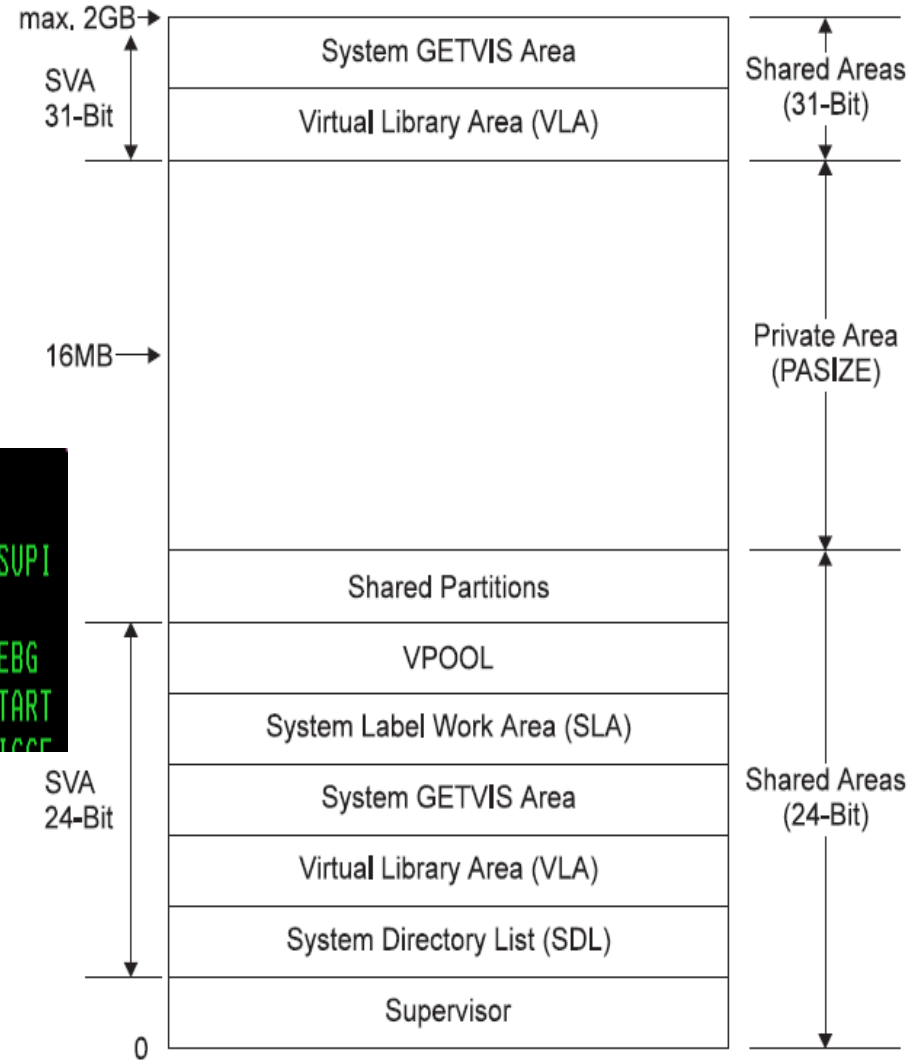 max, 2GB
System GETVIS Area
SVA
31-Bit
Virtual Library Area (VLA)
Shared Areas
(31-Bit)
16MB
Private Area
(PASIZE)
SUPI
EBG
TART
Shared Partitions
VPOOL
System Label Work Area (SLA)
SVA
24-Bit
System GETVIS Area
Shared Areas
(24-Bit)
Virtual Library Area (VLA)
System Directory List (SDL)
Supervisor
0